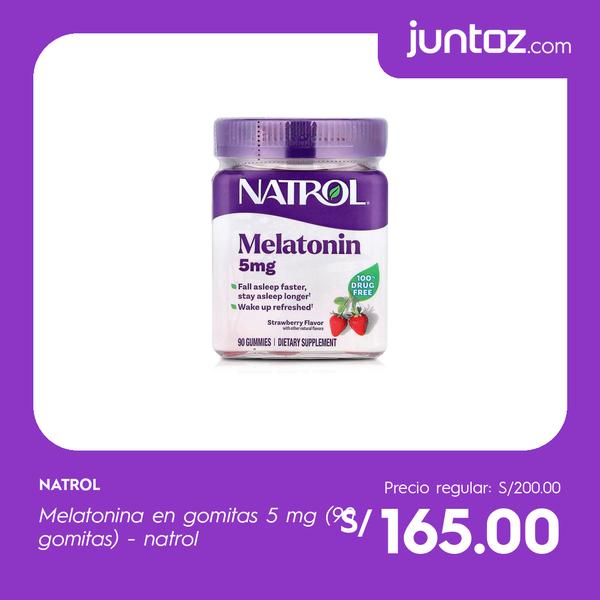 juntoz.com
NATROL®
Melatonin
5mg
Fall asleep faster,
stay asleep longer†
Wake up refreshed†
100%
DRUG
FREE
Strawberry Flavor
with other natural flavors
90 GUMMIES | DIETARY SUPPLEMENT
NATROL
Precio regular: S/200.00
Melatonina en gomitas 5 mg (90
gomitas) - natrol
S/165.00